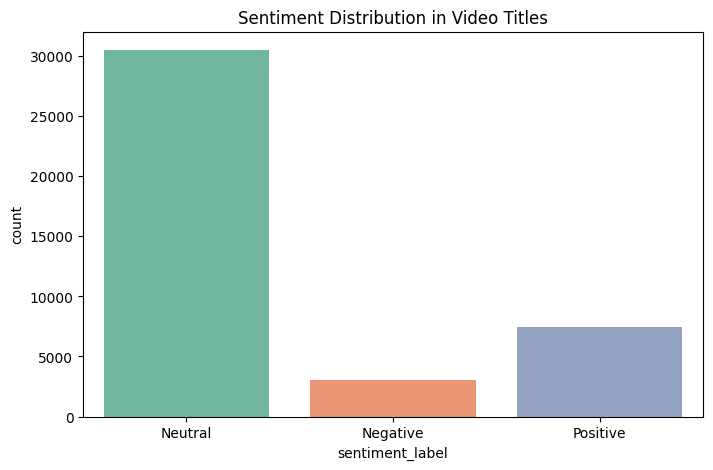 Sentiment Distribution in Video Titles
30000
25000
20000
15000
10000
5000
0
count
Neutral
Negative
Positive
sentiment_label